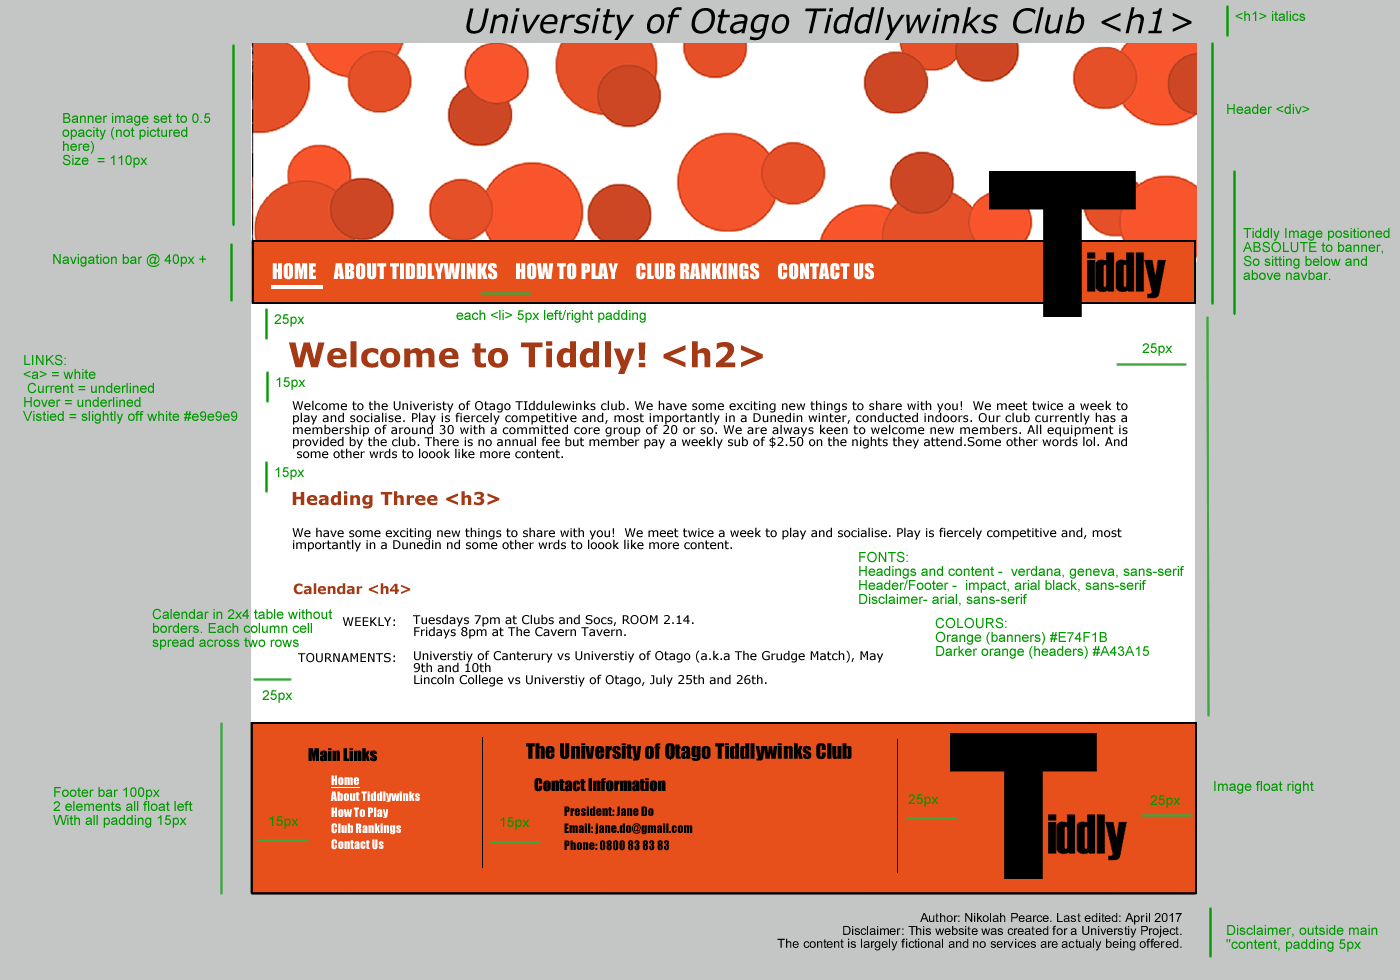 University of Otago Tiddlywinks Club <h1>
<h1> italics
Banner image set to 0.5
opacity (not pictured
here)
Size  = 110px
Header <div>
Tiddly Image positioned
ABSOLUTE to banner,
So sitting below and
above navbar.
Navigation bar @ 40px +
HOME ABOUT TIDDLYWINKS HOW TO PLAY CLUB RANKINGS CONTACT US
Tiddly
25px
each <li> 5px left/right padding
Welcome to Tiddly! <h2>
25px
LINKS:
<a> = white
Current = underlined
Hover = underlined
Vistied = slightly off white #e9e9e9
15px
Welcome to the Univeristy of Otago TIddulewinks club. We have some exciting new things to share with you!  We meet twice a week to
play and socialise. Play is fiercely competitive and, most importantly in a Dunedin winter, conducted indoors. Our club currently has a
membership of around 30 with a committed core group of 20 or so. We are always keen to welcome new members. All equipment is
provided by the club. There is no annual fee but member pay a weekly sub of $2.50 on the nights they attend.Some other words lol. And
some other wrds to loook like more content.
15px
Heading Three <h3>
We have some exciting new things to share with you!  We meet twice a week to play and socialise. Play is fiercely competitive and, most
importantly in a Dunedin nd some other wrds to loook like more content.
FONTS:
Headings and content -  verdana, geneva, sans-serif
Header/Footer -  impact, arial black, sans-serif
Disclaimer- arial, sans-serif
COLOURS:
Orange (banners) #E74F1B
Darker orange (headers) #A43A15
Calendar <h4>
Calendar in 2x4 table without
borders. Each column cell
spread across two rows
WEEKLY: Tuesdays 7pm at Clubs and Socs, ROOM 2.14.
Fridays 8pm at The Cavern Tavern.
TOURNAMENTS: Universtiy of Canterury vs Universtiy of Otago (a.k.a The Grudge Match), May
9th and 10th
Lincoln College vs Universtiy of Otago, July 25th and 26th.
25px
Footer bar 100px
2 elements all float left
With all padding 15px
Main Links
Home
About Tiddlywinks
How To Play
Club Rankings
Contact Us
15px
The University of Otago Tiddlywinks Club
Contact Information
President: Jane Do
Email: jane.do@gmail.com
Phone: 0800 83 83 83
15px
25px
Tiddly
25px
Image float right
Author: Nikolah Pearce. Last edited: April 2017
Disclaimer: This website was created for a Universtiy Project.
The content is largely fictional and no services are actualy being offered.
Disclaimer, outside main
"content, padding 5px